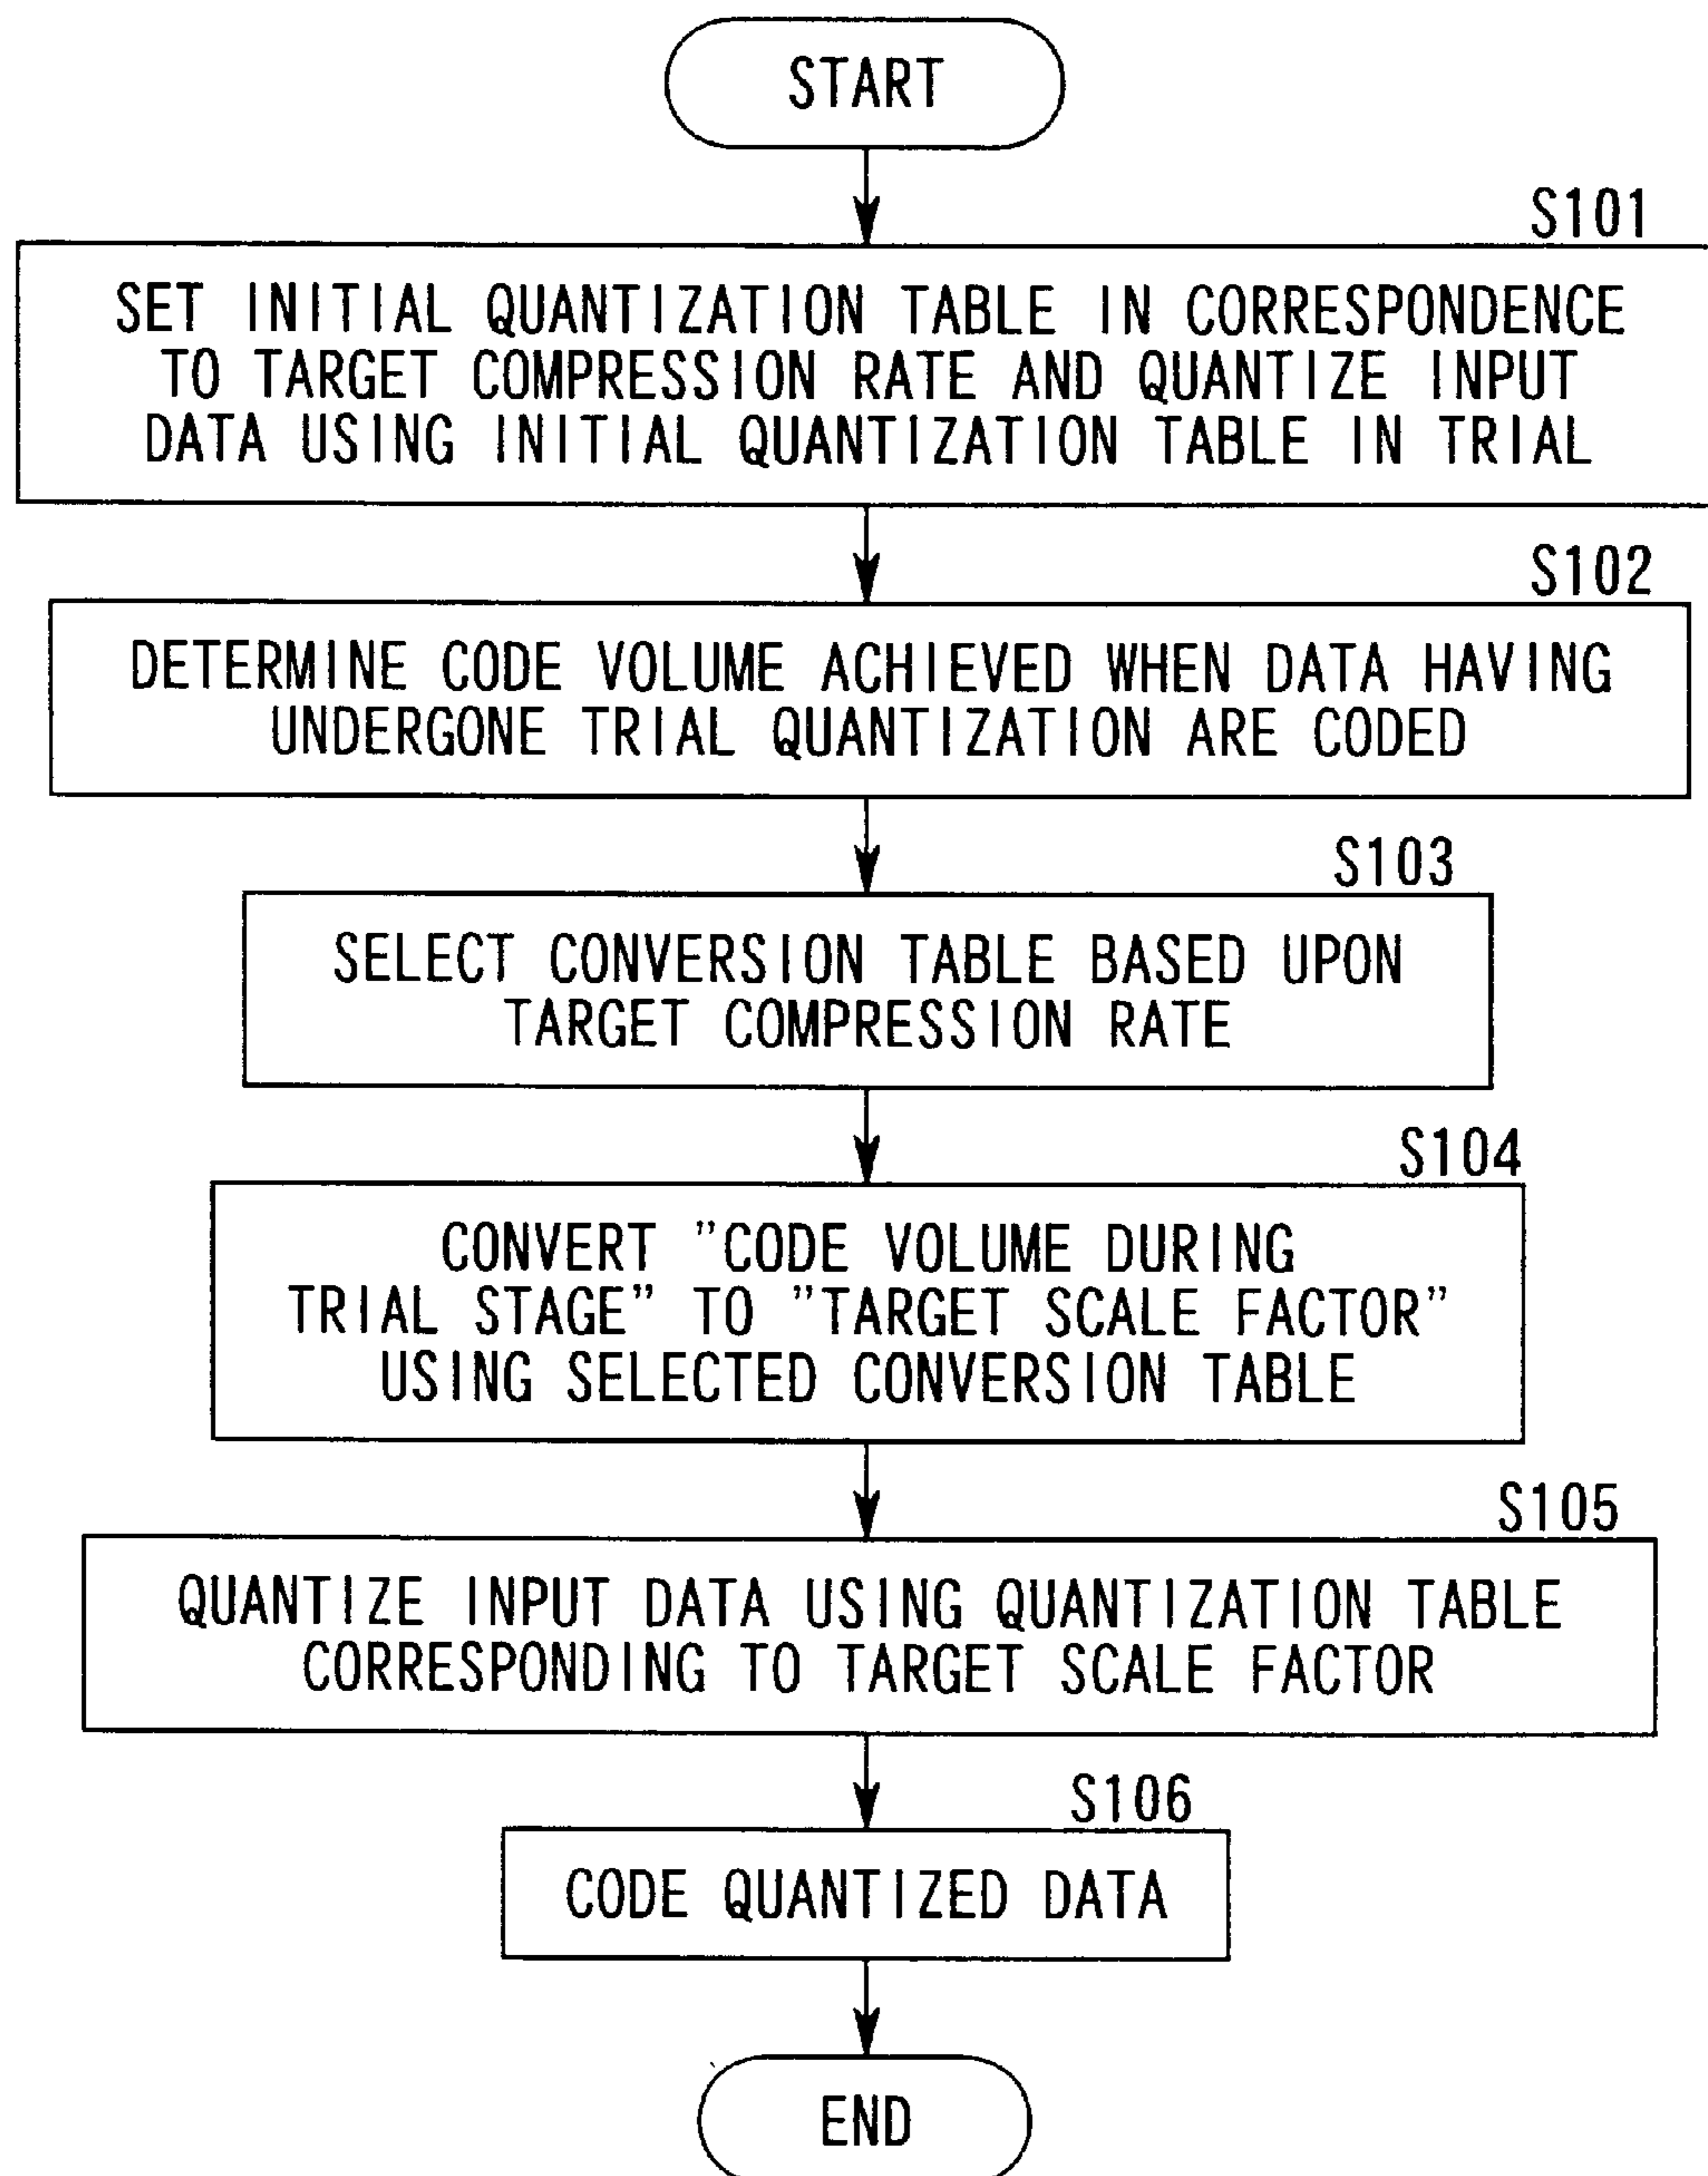 START
S101
SET INITIAL QUANTIZATION TABLE IN CORRESPONDENCE
TO TARGET COMPRESSION RATE AND QUANTIZE INPUT
DATA USING INITIAL QUANTIZATION TABLE IN TRIAL
S102
DETERMINE CODE VOLUME ACHIEVED WHEN DATA HAVING
UNDERGONE TRIAL QUANTIZATION ARE CODED
S103
SELECT CONVERSION TABLE BASED UPON
TARGET COMPRESSION RATE
S104
CONVERT "CODE VOLUME DURING
TRIAL STAGE" TO "TARGET SCALE FACTOR"
USING SELECTED CONVERSION TABLE
S105
QUANTIZE INPUT DATA USING QUANTIZATION TABLE
CORRESPONDING TO TARGET SCALE FACTOR
S106
CODE QUANTIZED DATA
END